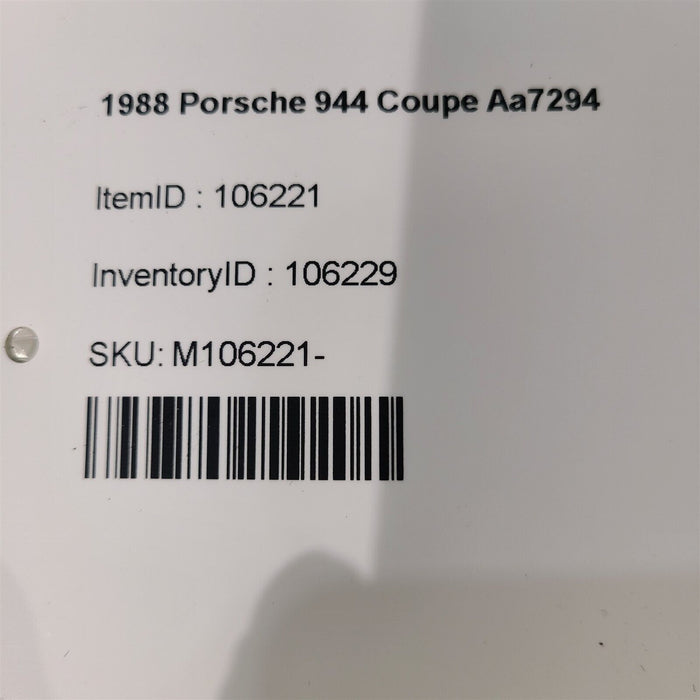 1988 Porsche 944 Coupe Aa7294
ItemID : 106221
InventoryID : 106229
SKU: M106221-